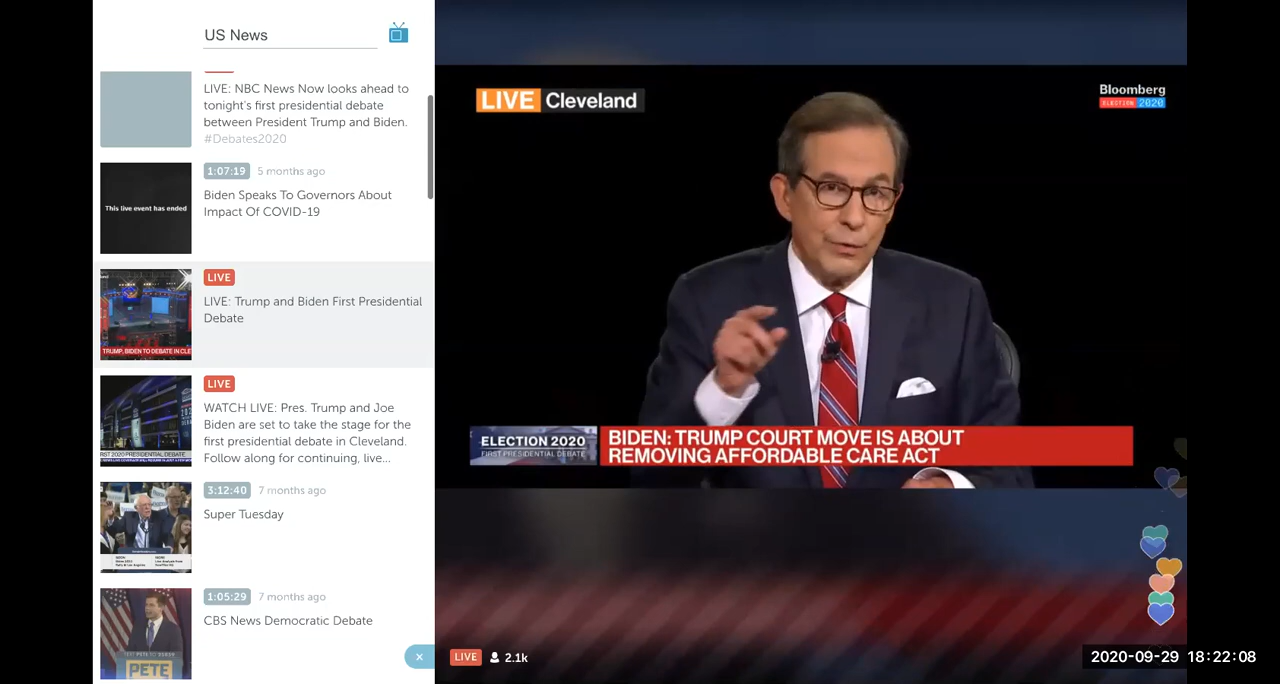 US News
LIVE: NBC News Now looks ahead to
tonight's first presidential debate
between President Trump and Biden.
#Debates2020
This live event has ended
1:07:19 5 months ago
Biden Speaks To Governors About
Impact Of COVID-19
TRUMP, BIDEN TO DEBATE IN CLE
LIVE
LIVE: Trump and Biden First Presidential
Debate
RST 2020 PRESIDENTIAL DEBATE
LIVE
WATCH LIVE: Pres. Trump and Joe
Biden are set to take the stage for the
first presidential debate in Cleveland.
Follow along for continuing, live...
3:12:40 7 months ago
Super Tuesday
PETE
1:05:29 7 months ago
CBS News Democratic Debate
×
LIVE Cleveland
Bloomberg
ELECTION 2020
ELECTION 2020
FIRST PRESIDENTIAL DEBATE
BIDEN: TRUMP COURT MOVE IS ABOUT
REMOVING AFFORDABLE CARE ACT
LIVE 2.1k
2020-09-29 18:22:08